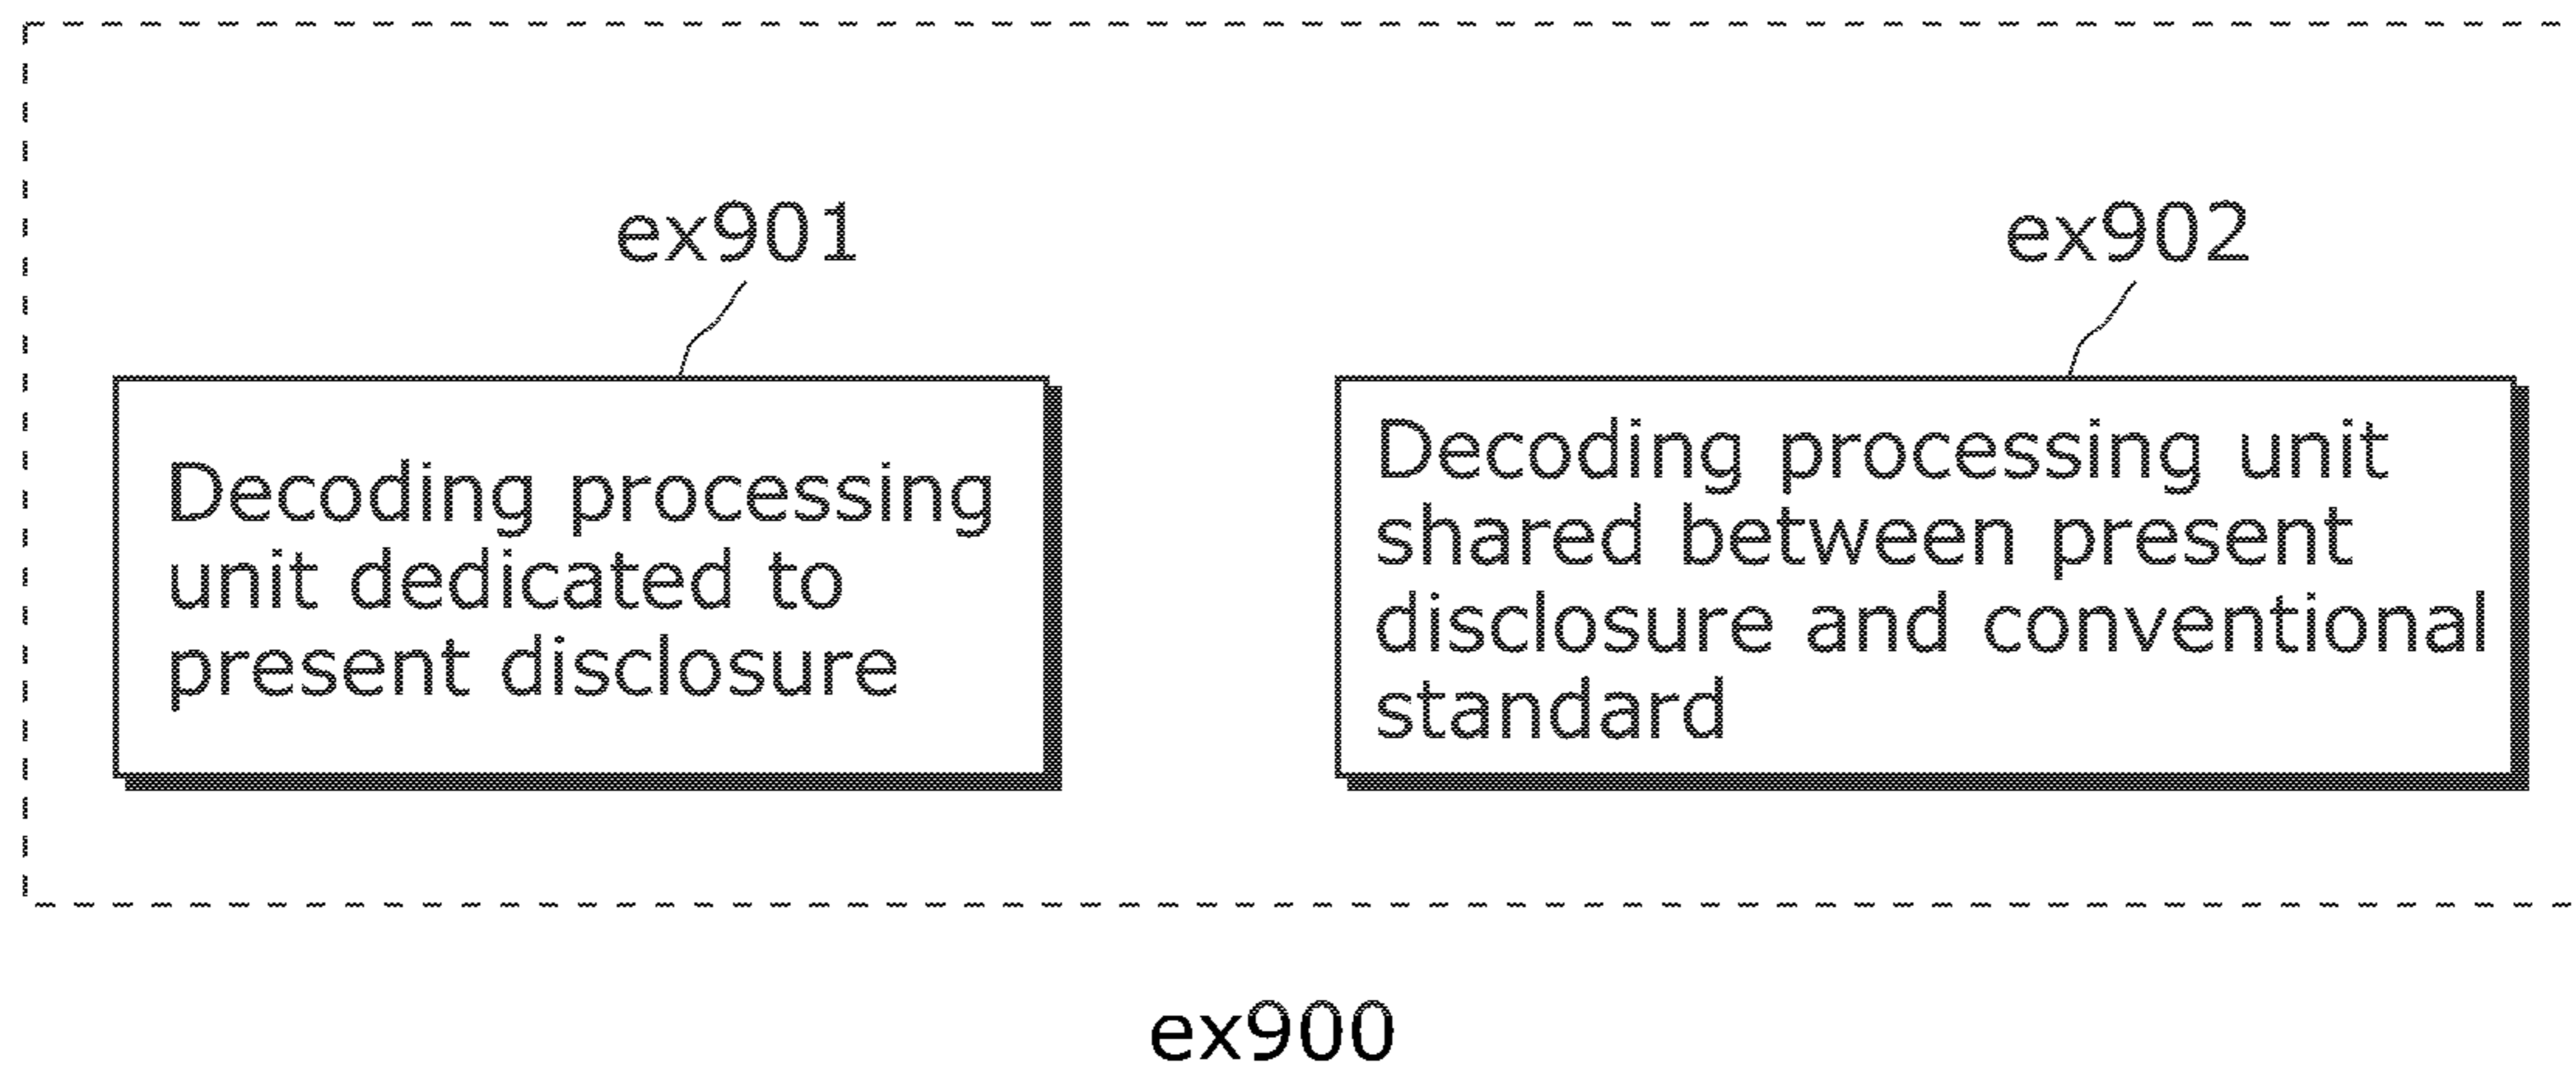 ex901
Decoding processing
unit dedicated to
present disclosure
ex902
Decoding processing unit
shared between present
disclosure and conventional
standard
ex900